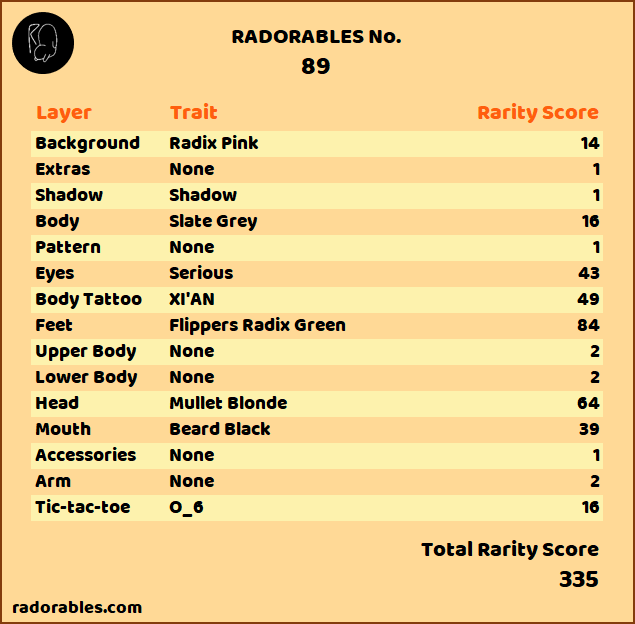 RADORABLES No.
89
Layer Trait Rarity Score
Background Radix Pink 14
Extras None 1
Shadow Shadow 1
Body Slate Grey 16
Pattern None 1
Eyes Serious 43
Body Tattoo XI'AN 49
Feet Flippers Radix Green 84
Upper Body None 2
Lower Body None 2
Head Mullet Blonde 64
Mouth Beard Black 39
Accessories None 1
Arm None 2
Tic-tac-toe O_6 16
Total Rarity Score
335
radorables.com